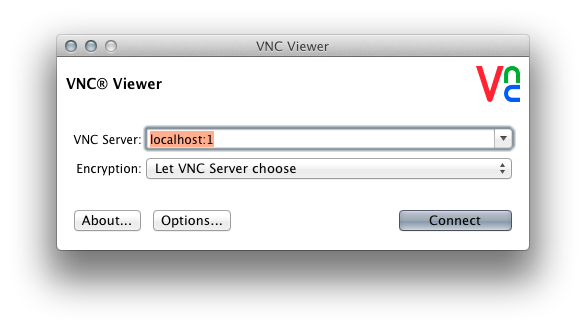 VNC Viewer
VNC® Viewer
VNC
VNC Server: localhost:1
Encryption: Let VNC Server choose
About... Options... Connect